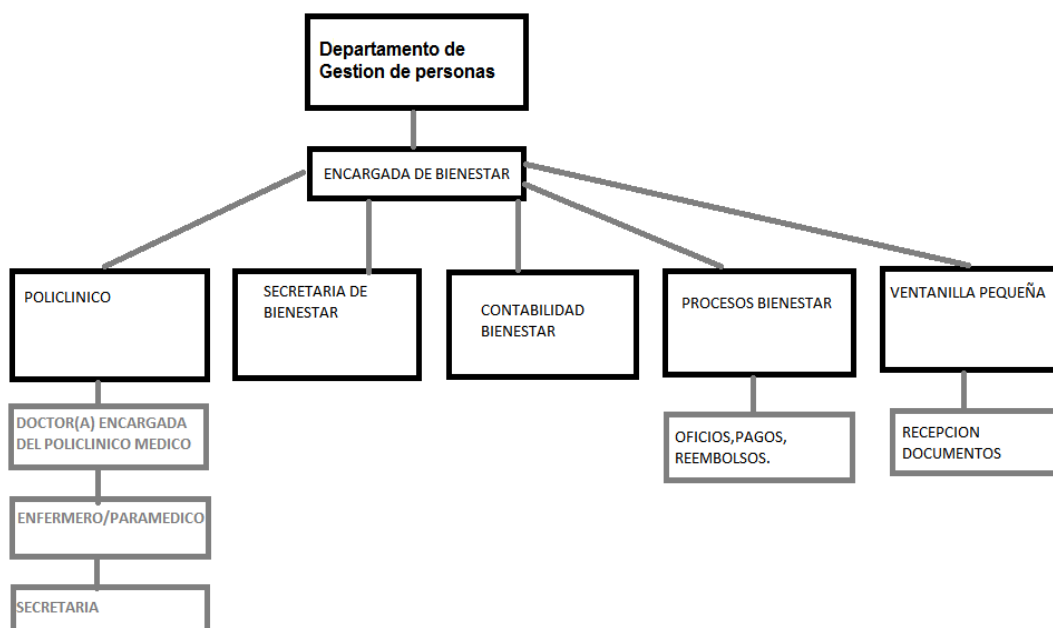 Departamento de
Gestion de personas
ENCARGADA DE BIENESTAR
POLICLINICO
SECRETARIA DE
BIENESTAR
CONTABILIDAD
BIENESTAR
PROCESOS BIENESTAR
VENTANILLA PEQUEÑA
DOCTOR(A) ENCARGADA
DEL POLICLINICO MEDICO
OFICIOS,PAGOS,
REEMBOLSOS.
RECEPCION
DOCUMENTOS
ENFERMERO/PARAMEDICO
SECRETARIA